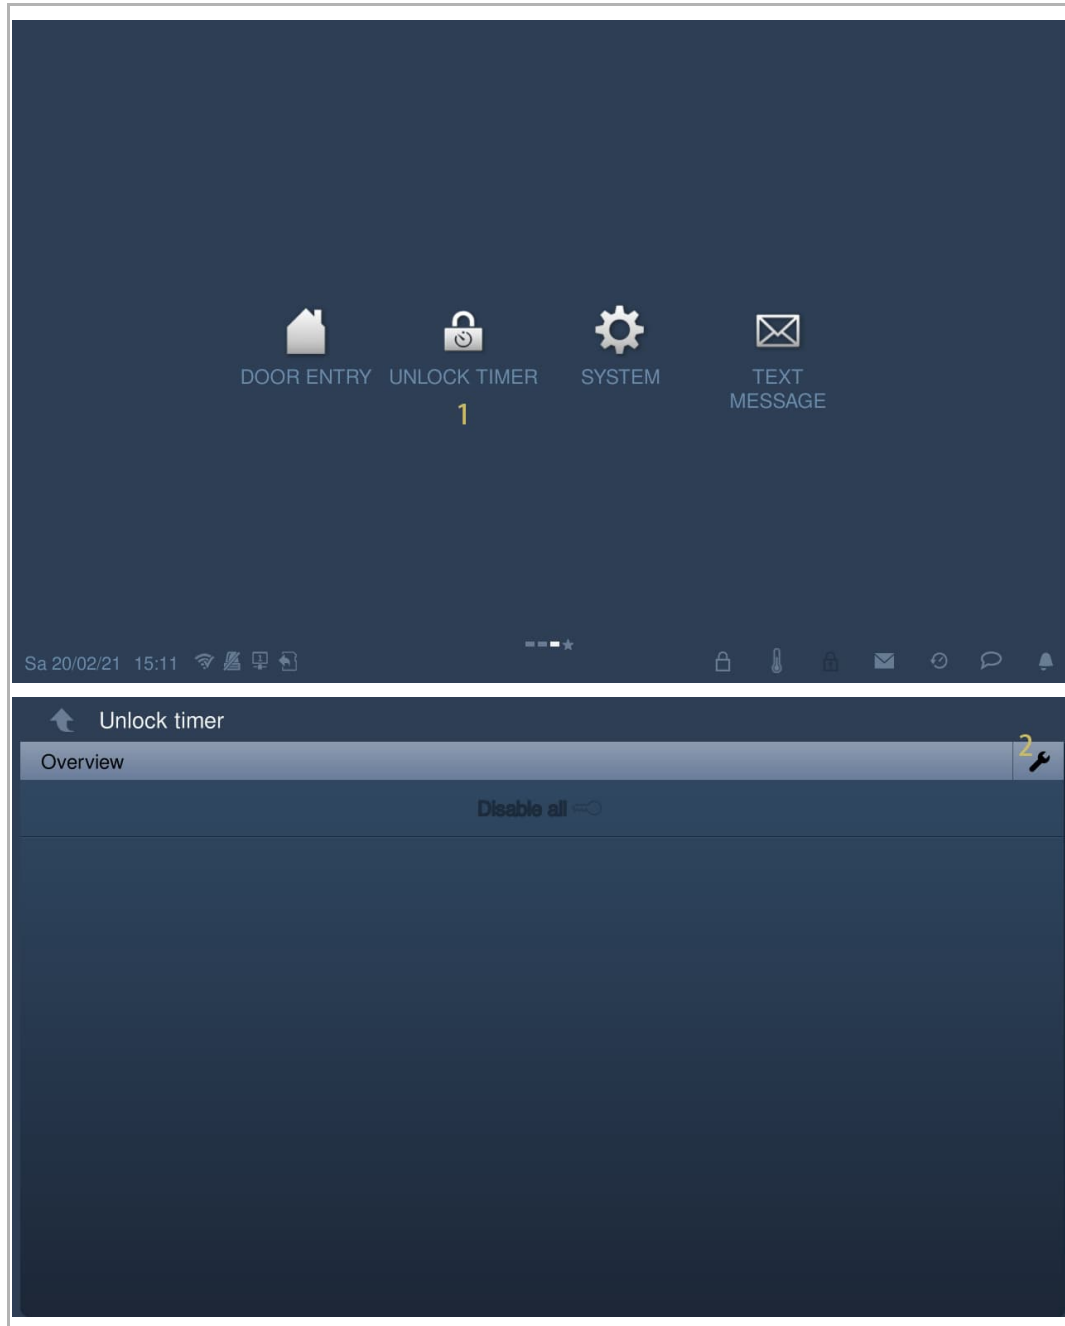 DOOR ENTRY UNLOCK TIMER SYSTEM TEXT
MESSAGE
1
Sa 20/02/21 15:11
Unlock timer
2
Overview
Disable all